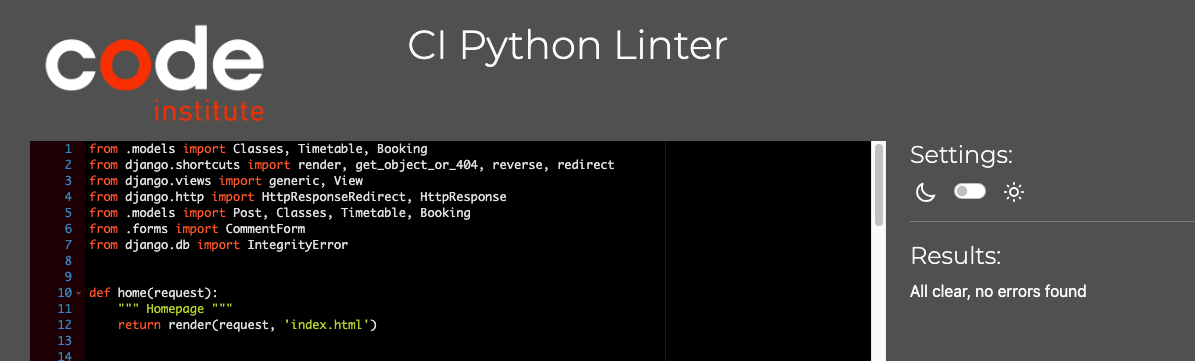 code
institute
CI Python Linter
1 from .models import Classes, Timetable, Booking
2 from django.shortcuts import render, get_object_or_404, reverse, redirect
3 from django.views import generic, View
4 from django.http import HttpResponseRedirect, HttpResponse
5 from .models import Post, Classes, Timetable, Booking
6 from .forms import CommentForm
7 from django.db import IntegrityError
8
9
10 def home(request):
11     """ Homepage """
12     return render(request, 'index.html')
13
14
Settings:
Results:
All clear, no errors found